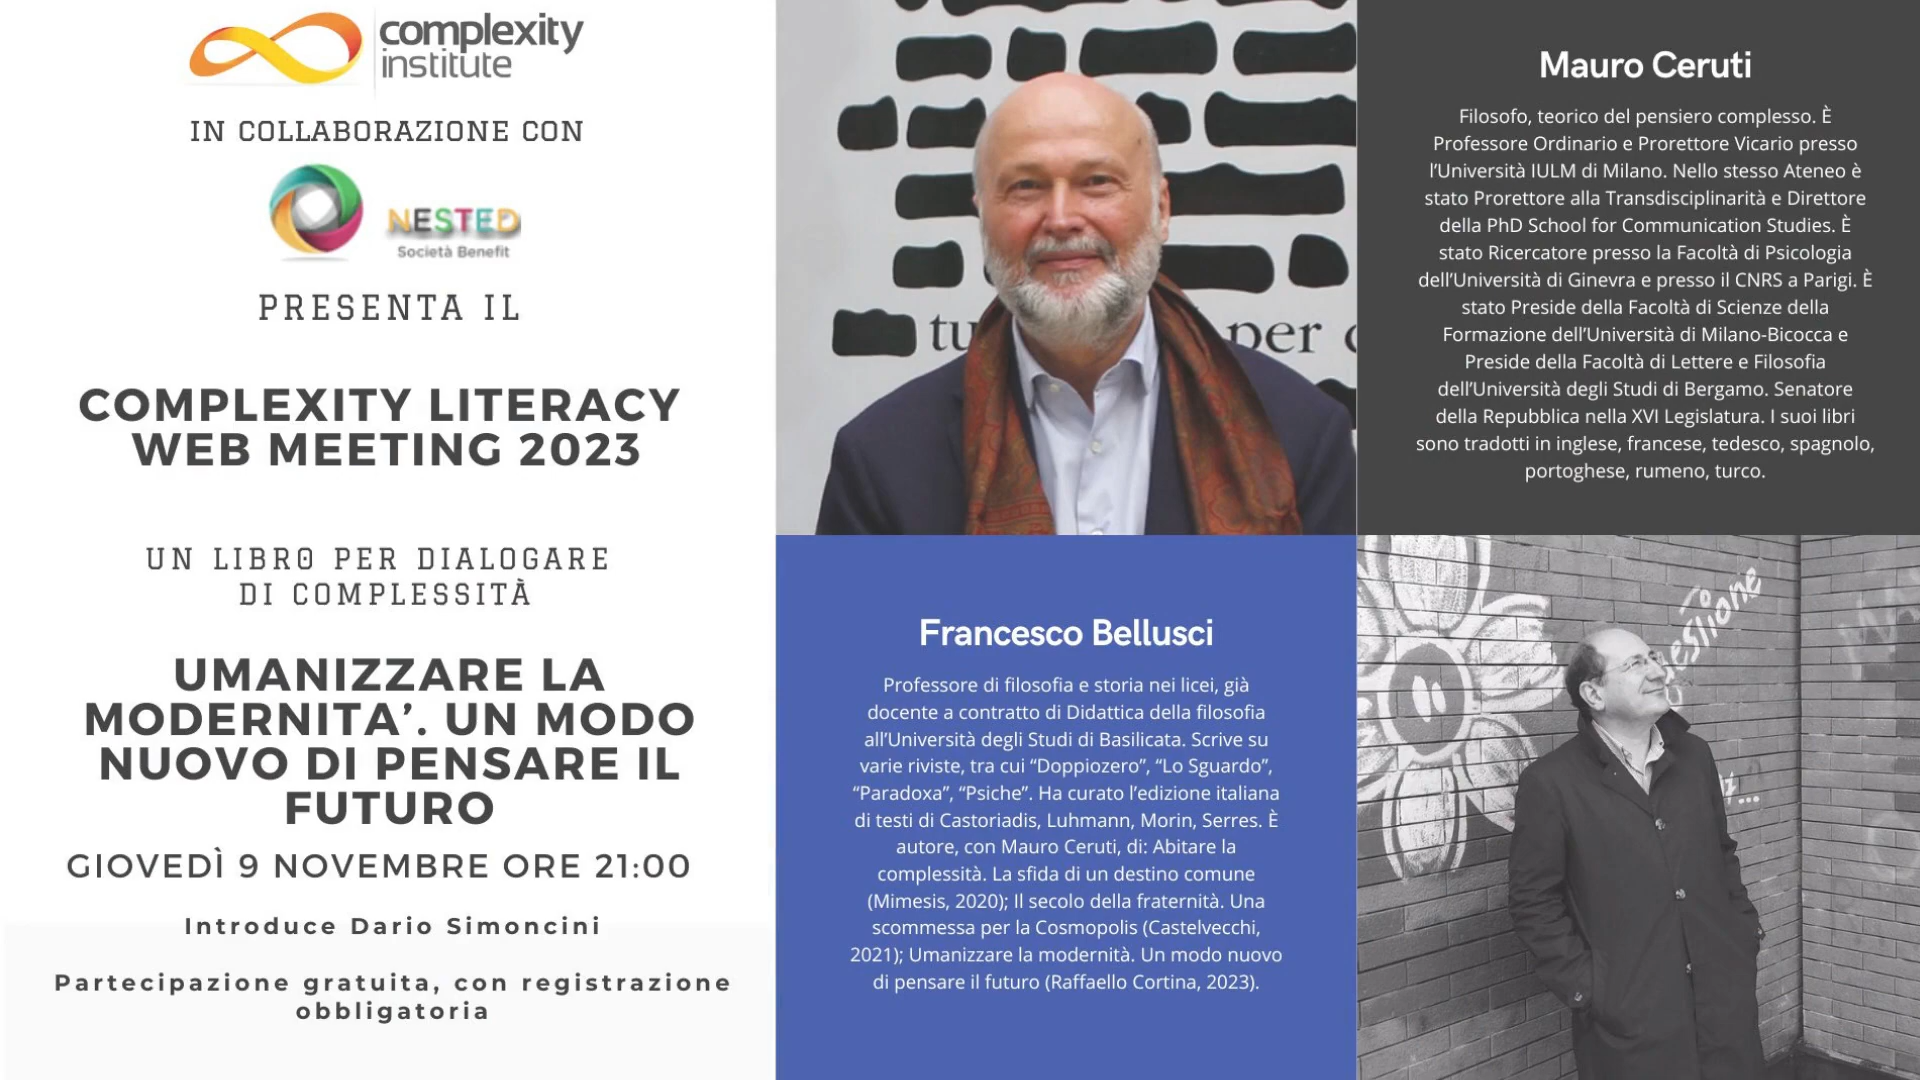 complexity
institute
IN COLLABORAZIONE CON
NESTED
Società Benefit
PRESENTA IL
COMPLEXITY LITERACY
WEB MEETING 2023
UN LIBRO PER DIALOGARE
DI COMPLESSITÀ
UMANIZZARE LA
MODERNITA’. UN MODO
NUOVO DI PENSARE IL
FUTURO
GIOVEDÌ 9 NOVEMBRE ORE 21:00
Introduce Dario Simoncini
Partecipazione gratuita, con registrazione
obbligatoria
tu per
Mauro Ceruti
Filosofo, teorico del pensiero complesso. È
Professore Ordinario e Prorettore Vicario presso
l’Università IULM di Milano. Nello stesso Ateneo è
stato Prorettore alla Transdisciplinarità e Direttore
della PhD School for Communication Studies. È
stato Ricercatore presso la Facoltà di Psicologia
dell’Università di Ginevra e presso il CNRS a Parigi. È
stato Preside della Facoltà di Scienze della
Formazione dell’Università di Milano-Bicocca e
Preside della Facoltà di Lettere e Filosofia
dell’Università degli Studi di Bergamo. Senatore
della Repubblica nella XVI Legislatura. I suoi libri
sono tradotti in inglese, francese, tedesco, spagnolo,
portoghese, rumeno, turco.
Francesco Bellusci
Professore di filosofia e storia nei licei, già
docente a contratto di Didattica della filosofia
all’Università degli Studi di Basilicata. Scrive su
varie riviste, tra cui “Doppiozero”, “Lo Sguardo”,
“Paradoxa”, “Psiche”. Ha curato l’edizione italiana
di testi di Castoriadis, Luhmann, Morin, Serres. È
autore, con Mauro Ceruti, di: Abitare la
complessità. La sfida di un destino comune
(Mimesis, 2020); Il secolo della fraternità. Una
scommessa per la Cosmopolis (Castelvecchi,
2021); Umanizzare la modernità. Un modo nuovo
di pensare il futuro (Raffaello Cortina, 2023).